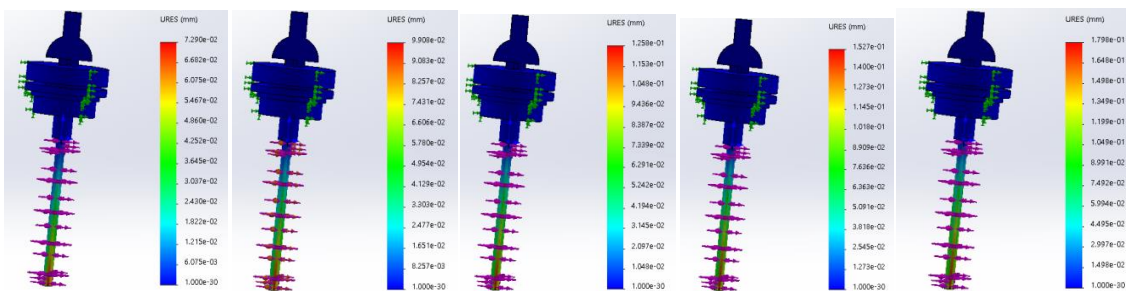 URES (mm)
7.290e-02
6.682e-02
6.075e-02
5.467e-02
4.860e-02
4.252e-02
3.645e-02
3.037e-02
2.430e-02
1.822e-02
1.215e-02
6.075e-03
1.000e-30
URES (mm)
9.908e-02
9.083e-02
8.257e-02
7.431e-02
6.606e-02
5.780e-02
4.954e-02
4.129e-02
3.303e-02
2.477e-02
1.651e-02
8.257e-03
1.000e-30
URES (mm)
1.258e-01
1.153e-01
1.048e-01
9.436e-02
8.387e-02
7.339e-02
6.291e-02
5.242e-02
4.194e-02
3.145e-02
2.097e-02
1.048e-02
1.000e-30
URES (mm)
1.527e-01
1.400e-01
1.273e-01
1.145e-01
1.018e-01
8.909e-02
7.636e-02
6.363e-02
5.091e-02
3.818e-02
2.545e-02
1.273e-02
1.000e-30
URES (mm)
1.798e-01
1.648e-01
1.498e-01
1.349e-01
1.199e-01
1.049e-01
8.991e-02
7.492e-02
5.994e-02
4.495e-02
2.997e-02
1.498e-02
1.000e-30